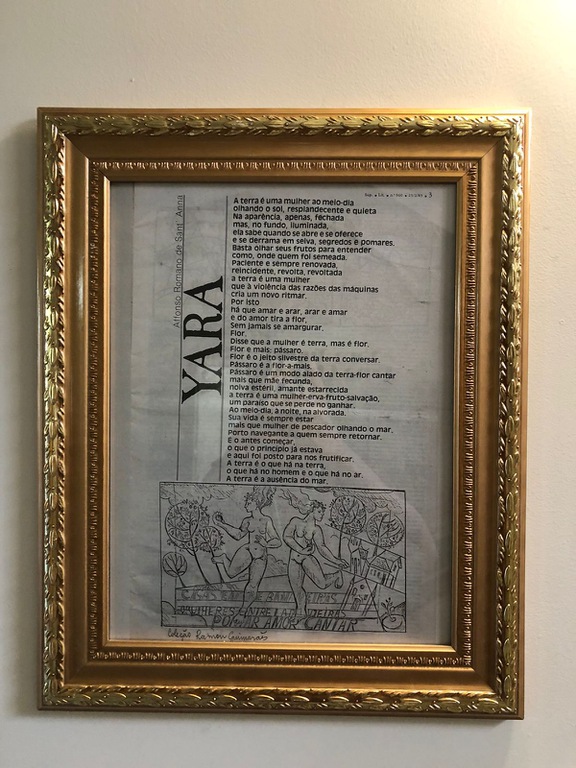 Affonso Romano de Sant'Anna
YARA
A terra é uma mulher ao meio-dia
olhando o sol, resplandecente e quieta
Na aparência, apenas, fechada
mas, no fundo, iluminada,
ela sabe quando se abre e se oferece
e se derrama em selva, segredos e pomares.
Basta olhar seus frutos para entender
como, onde quem foi semeada.
Paciente e sempre renovada,
reincidente, revolta, revoltada
a terra é uma mulher
que à violência das razões das máquinas
cria um novo ritmar.
Por isto
há que amar e arar, arar e amar
e do amor tira a flor,
Sem jamais se amargurar.
Flor.
Disse que a mulher é terra, mas é flor.
Flor e mais: pássaro.
Flor é o jeito silvestre da terra conversar.
Pássaro é a flor-a-mais.
Pássaro é um modo alado da terra-flor cantar
mais que mãe fecunda,
noiva estéril, amante estarrecida
a terra é uma mulher-erva-fruto-salvação,
um paraíso que se perde no ganhar.
Ao meio-dia, à noite, na alvorada.
Sua vida é sempre estar
mais que mulher de pescador olhando o mar,
Porto navegante a quem sempre retornar.
E o antes começar,
o que o princípio já estava
e aqui foi posto para nos frutificar.
A terra é o que há na terra,
o que há no homem e o que há no ar.
A terra é a ausência do mar.
CASAS ENTRE BANANEIRAS
MULHERES ENTRE LARANJEIRAS
POMAR AMOR CANTAR
Coleção Ramon Guimarães